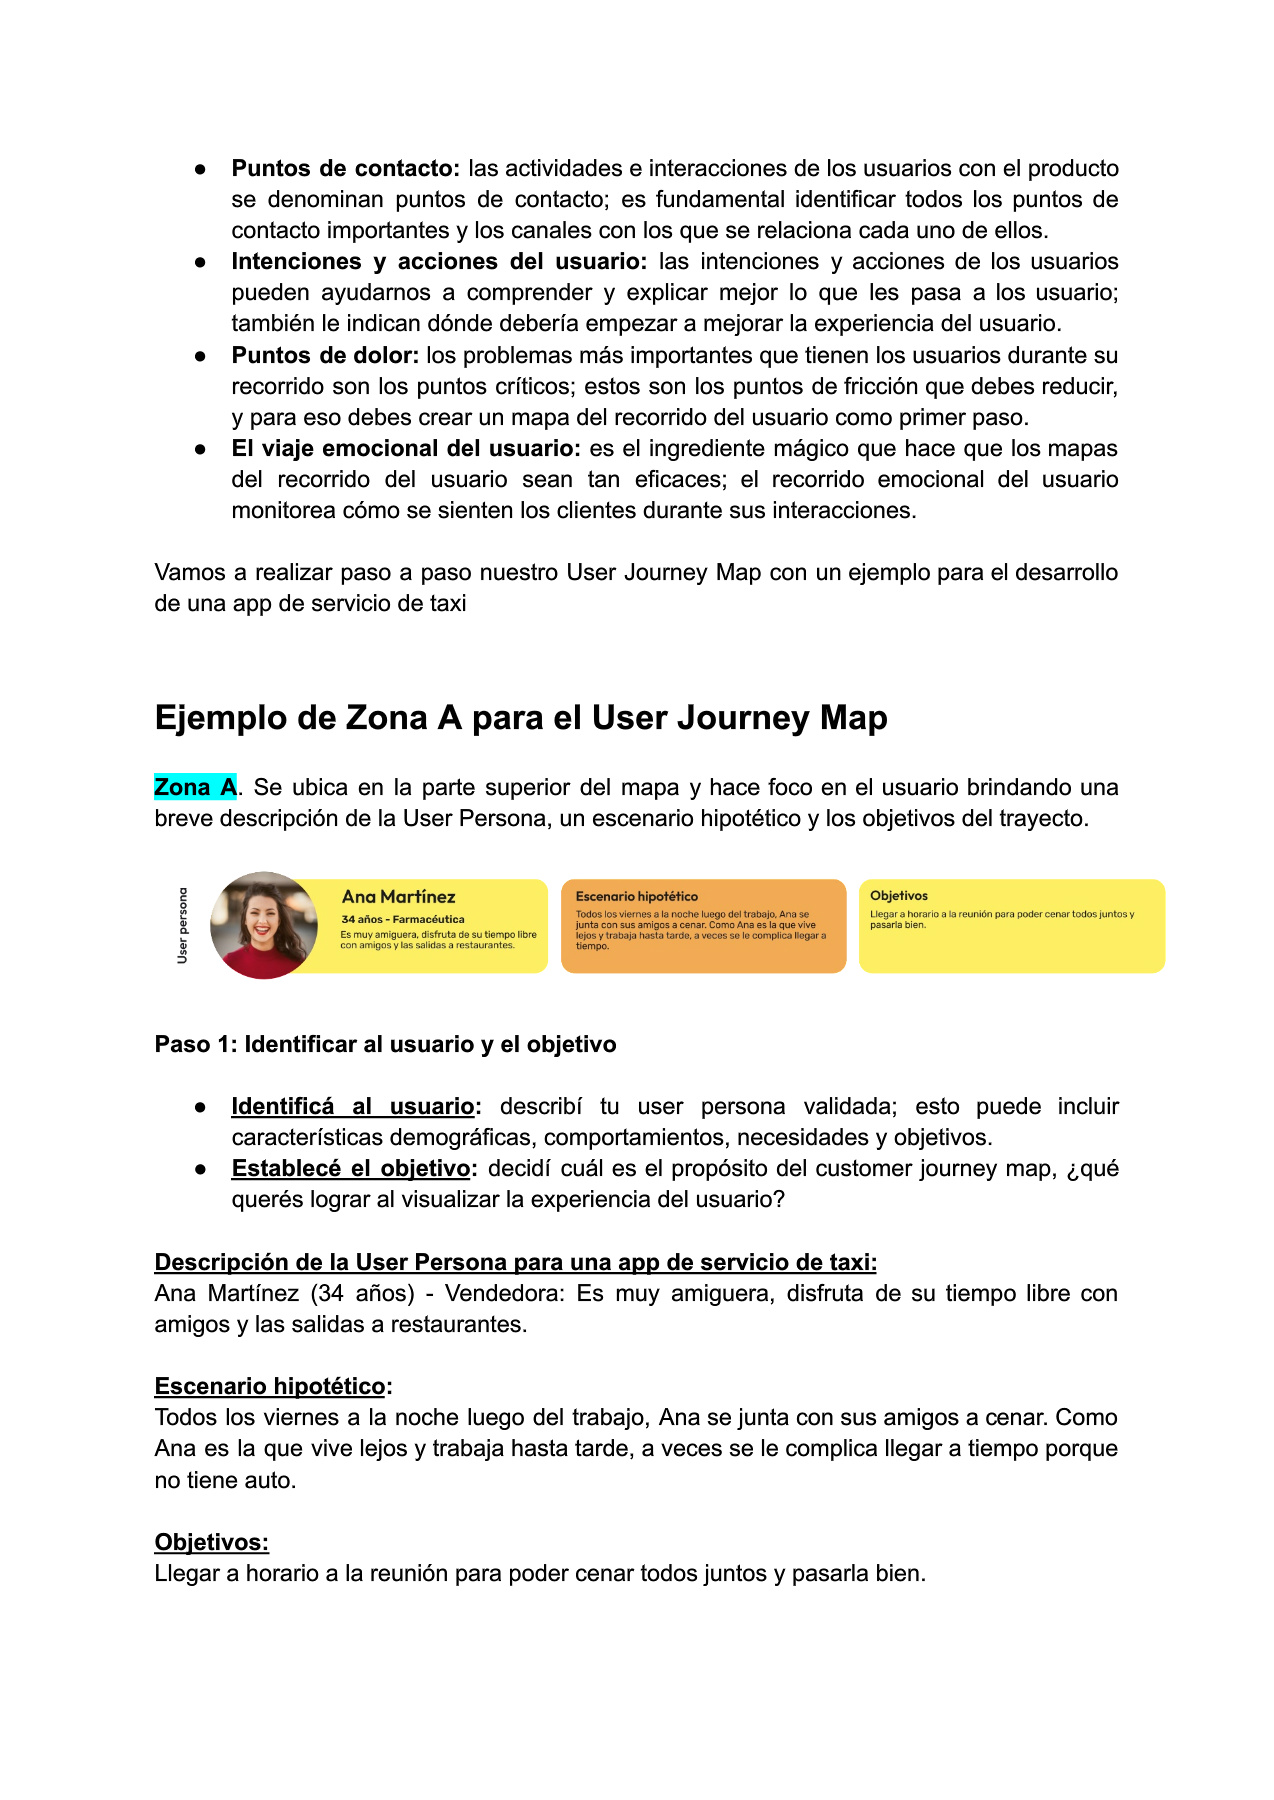 ● Puntos de contacto: las actividades e interacciones de los usuarios con el producto
se denominan puntos de contacto; es fundamental identificar todos los puntos de
contacto importantes y los canales con los que se relaciona cada uno de ellos.
● Intenciones y acciones del usuario: las intenciones y acciones de los usuarios
pueden ayudarnos a comprender y explicar mejor lo que les pasa a los usuario;
también le indican dónde debería empezar a mejorar la experiencia del usuario.
● Puntos de dolor: los problemas más importantes que tienen los usuarios durante su
recorrido son los puntos críticos; estos son los puntos de fricción que debes reducir,
y para eso debes crear un mapa del recorrido del usuario como primer paso.
● El viaje emocional del usuario: es el ingrediente mágico que hace que los mapas
del recorrido del usuario sean tan eficaces; el recorrido emocional del usuario
monitorea cómo se sienten los clientes durante sus interacciones.
Vamos a realizar paso a paso nuestro User Journey Map con un ejemplo para el desarrollo
de una app de servicio de taxi
Ejemplo de Zona A para el User Journey Map
Zona A. Se ubica en la parte superior del mapa y hace foco en el usuario brindando una
breve descripción de la User Persona, un escenario hipotético y los objetivos del trayecto.
User persona
Ana Martínez
34 años - Farmacéutica
Es muy amiguera, disfruta de su tiempo libre
con amigos y las salidas a restaurantes.
Escenario hipotético
Todos los viernes a la noche luego del trabajo, Ana se
junta con sus amigos a cenar. Como Ana es la que vive
lejos y trabaja hasta tarde, a veces se le complica llegar a
tiempo.
Objetivos
Llegar a horario a la reunión para poder cenar todos juntos y
pasarla bien.
Paso 1: Identificar al usuario y el objetivo
● Identificá al usuario: describí tu user persona validada; esto puede incluir
características demográficas, comportamientos, necesidades y objetivos.
● Establecé el objetivo: decidí cuál es el propósito del customer journey map, ¿qué
querés lograr al visualizar la experiencia del usuario?
Descripción de la User Persona para una app de servicio de taxi:
Ana Martínez (34 años) - Vendedora: Es muy amiguera, disfruta de su tiempo libre con
amigos y las salidas a restaurantes.
Escenario hipotético:
Todos los viernes a la noche luego del trabajo, Ana se junta con sus amigos a cenar. Como
Ana es la que vive lejos y trabaja hasta tarde, a veces se le complica llegar a tiempo porque
no tiene auto.
Objetivos:
Llegar a horario a la reunión para poder cenar todos juntos y pasarla bien.